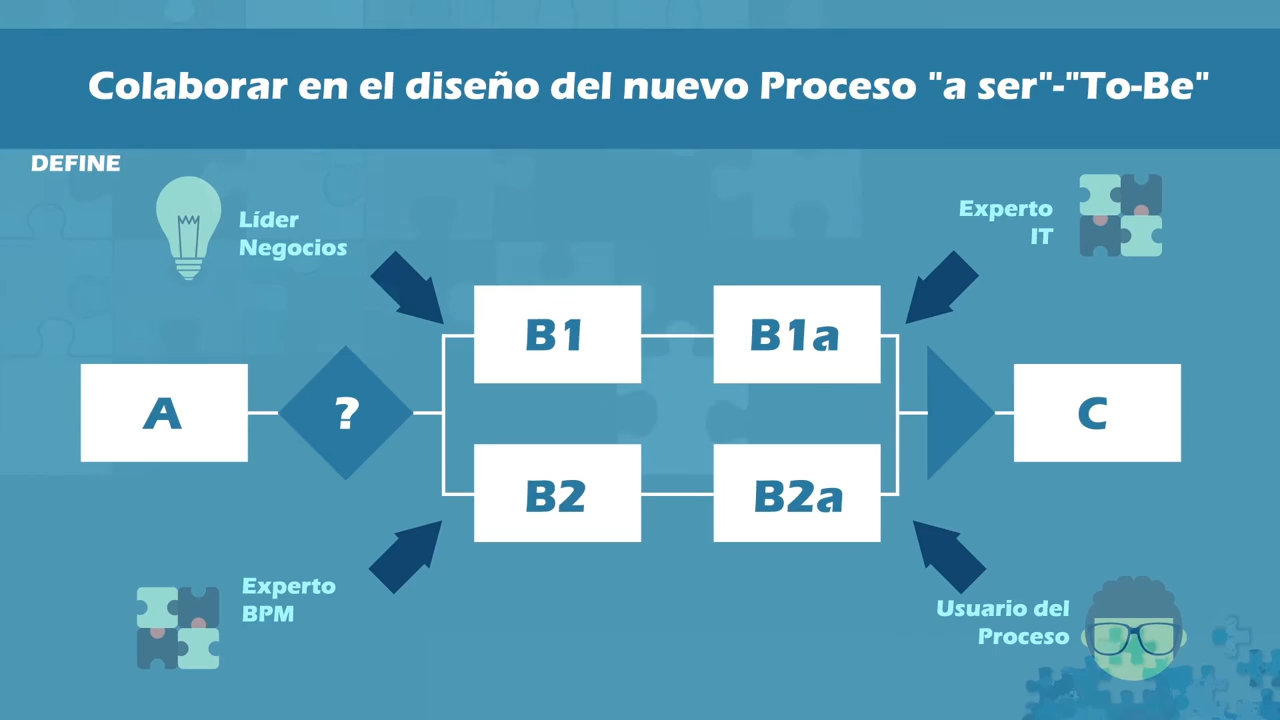 Colaborar en el diseño del nuevo Proceso "a ser"-"To-Be"
DEFINE
Líder
Negocios
Experto
IT
B1
B1a
A
?
C
B2
B2a
Experto
BPM
Usuario del
Proceso